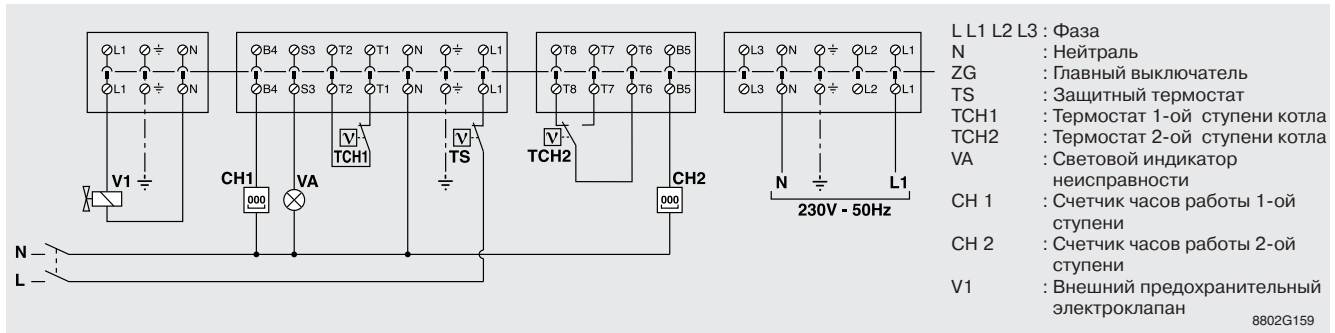 L1 ⏚ N B4 S3 T2 T1 N ⏚ L1 T8 T7 T6 B5 L3 N ⏚ L2 L1
L1 ⏚ N B4 S3 T2 T1 N ⏚ L1 T8 T7 T6 B5 L3 N ⏚ L2 L1
TCH1 TS TCH2
V1 CH1 VA CH2 N L1
000 000
230V - 50Hz
N
L
L L1 L2 L3 : Фаза
N : Нейтраль
ZG : Главный выключатель
TS : Защитный термостат
TCH1 : Термостат 1-ой ступени котла
TCH2 : Термостат 2-ой ступени котла
VA : Световой индикатор
неисправности
CH 1 : Счетчик часов работы 1-ой
ступени
CH 2 : Счетчик часов работы 2-ой
ступени
V1 : Внешний предохранительный
электроклапан
8802G159